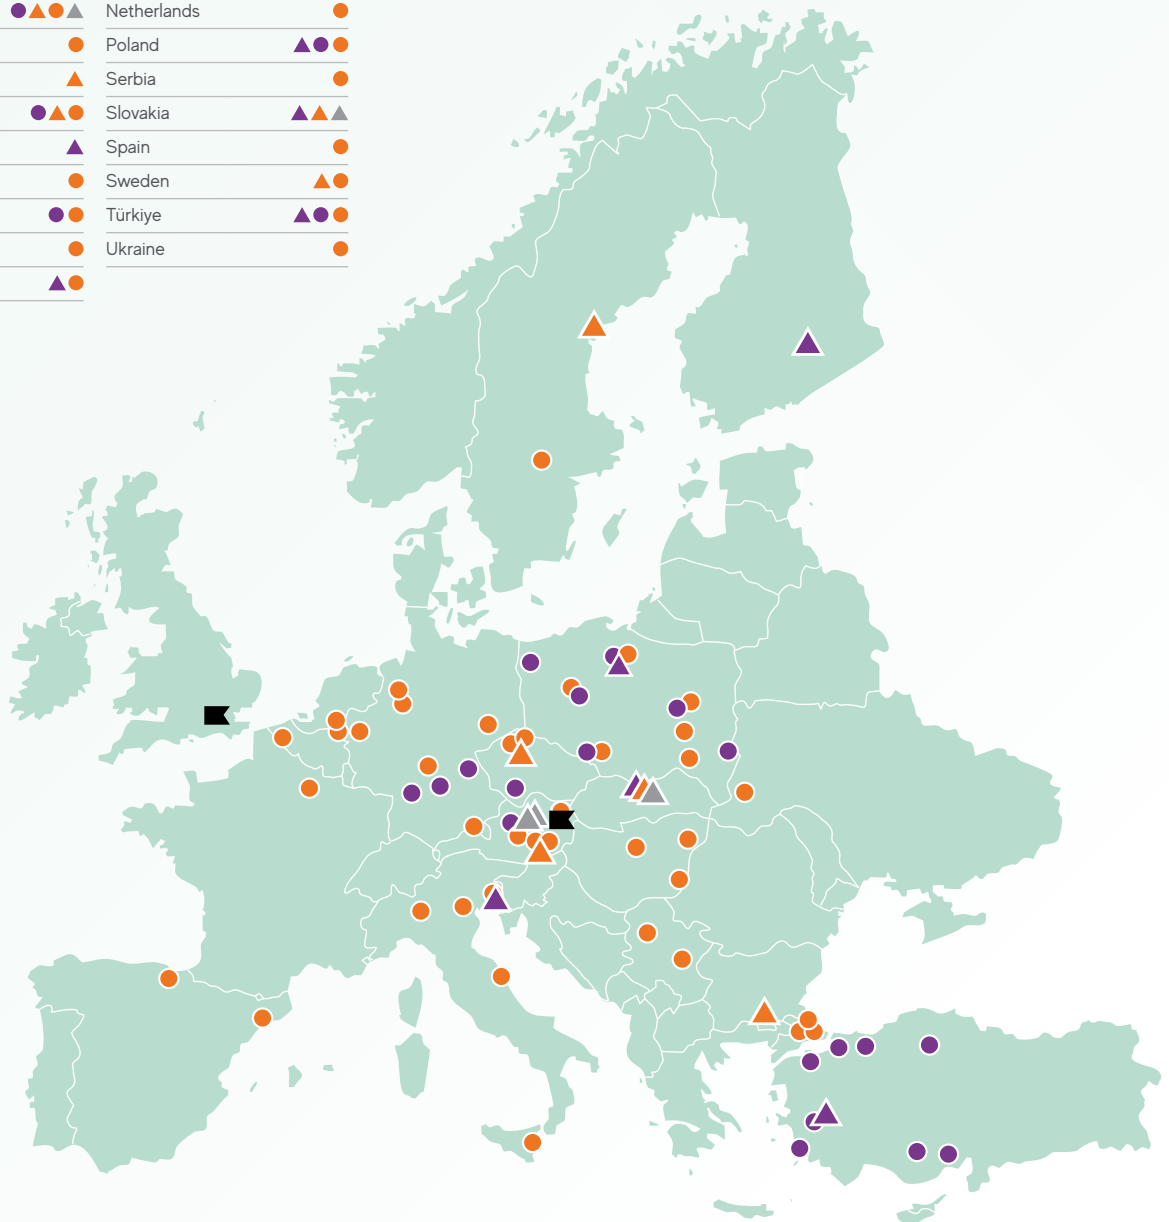 Netherlands
Poland
Serbia
Slovakia
Spain
Sweden
Türkiye
Ukraine